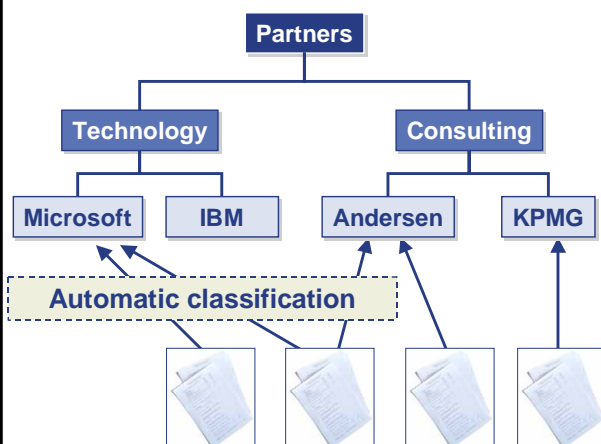 Partners
Technology
Consulting
Microsoft
IBM
Andersen
KPMG
Automatic classification